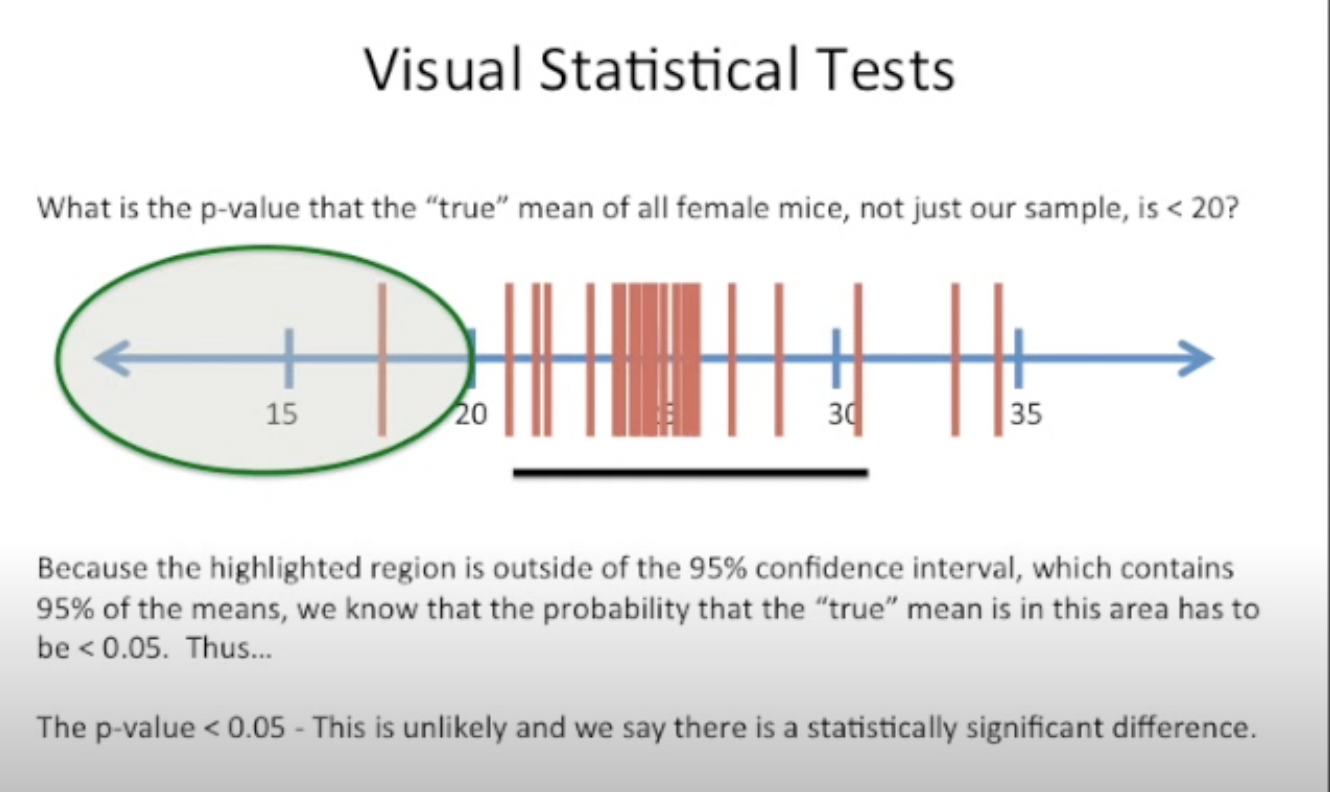 Visual Statistical Tests
What is the p-value that the “true” mean of all female mice, not just our sample, is < 20?
15 20 30 35
Because the highlighted region is outside of the 95% confidence interval, which contains
95% of the means, we know that the probability that the “true” mean is in this area has to
be < 0.05.  Thus...
The p-value < 0.05 - This is unlikely and we say there is a statistically significant difference.